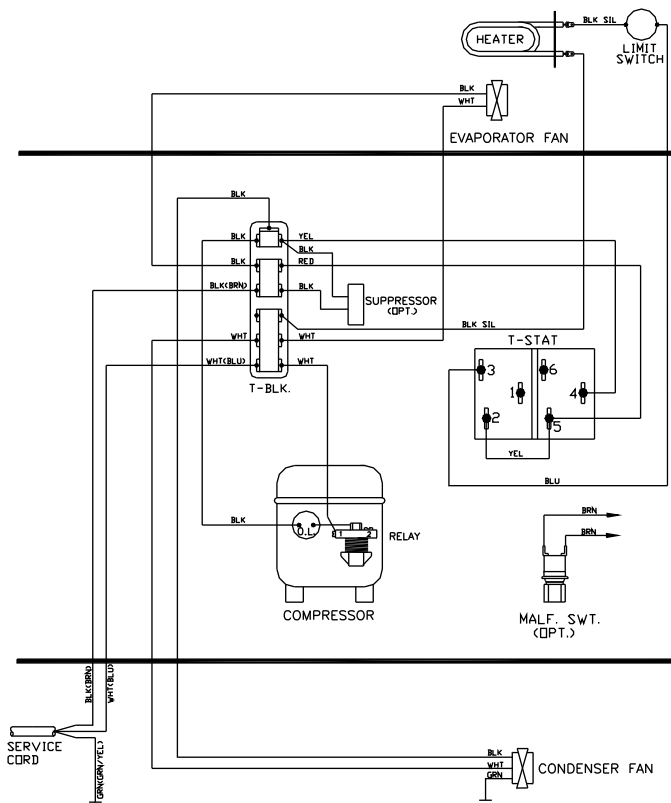 BLK SIL
HEATER
LIMIT
SWITCH
BLK
WHT
EVAPORATOR FAN
BLK
BLK
YEL
BLK
BLK
RED
BLK(BRN)
BLK
SUPPRESSOR
(OPT.)
BLK SIL
WHT
WHT
T-STAT
WHT(BLU)
WHT
3
6
1
4
T-BLK.
2
5
YEL
BLU
BLK
O.L.
1
2
RELAY
BRN
BRN
COMPRESSOR
MALF. SWT.
(OPT.)
BLK(BRN)
WHT(BLU)
SERVICE
CORD
GRN(GRN/YEL)
BLK
WHT
GRN
CONDENSER FAN